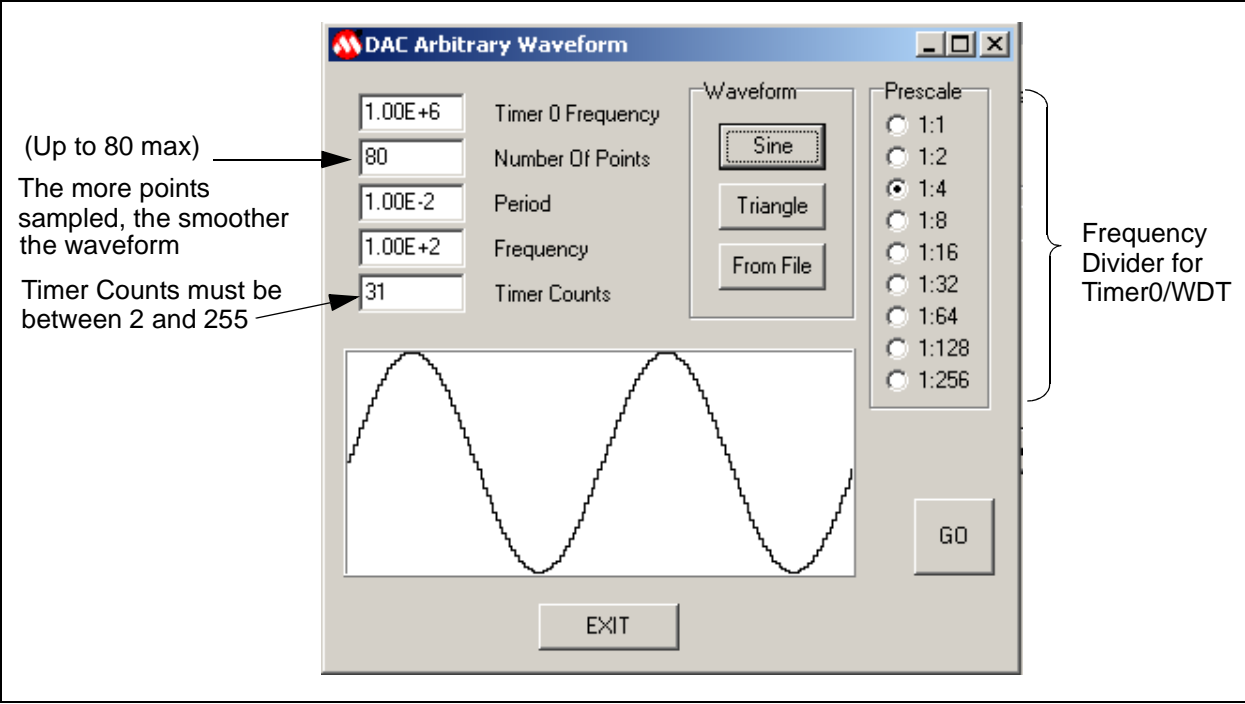 DAC Arbitrary Waveform
(Up to 80 max)
The more points
sampled, the smoother
the waveform
Timer Counts must be
between 2 and 255
1.00E+6 Timer 0 Frequency
80 Number Of Points
1.00E-2 Period
1.00E+2 Frequency
31 Timer Counts
Waveform
Sine
Triangle
From File
Prescale
1:1
1:2
1:4
1:8
1:16
1:32
1:64
1:128
1:256
Frequency
Divider for
Timer0/WDT
GO
EXIT